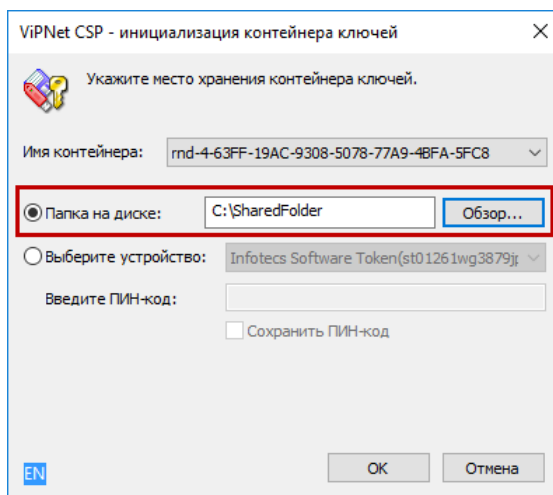 ViPNet CSP - инициализация контейнера ключей
Укажите место хранения контейнера ключей.
Имя контейнера: rnd-4-63FF-19AC-9308-5078-77A9-4BFA-5FC8
Папка на диске: C:\SharedFolder Обзор...
Выберите устройство: Infotecs Software Token(st01261wg3879jp
Введите ПИН-код:
Сохранить ПИН-код
EN OK Отмена